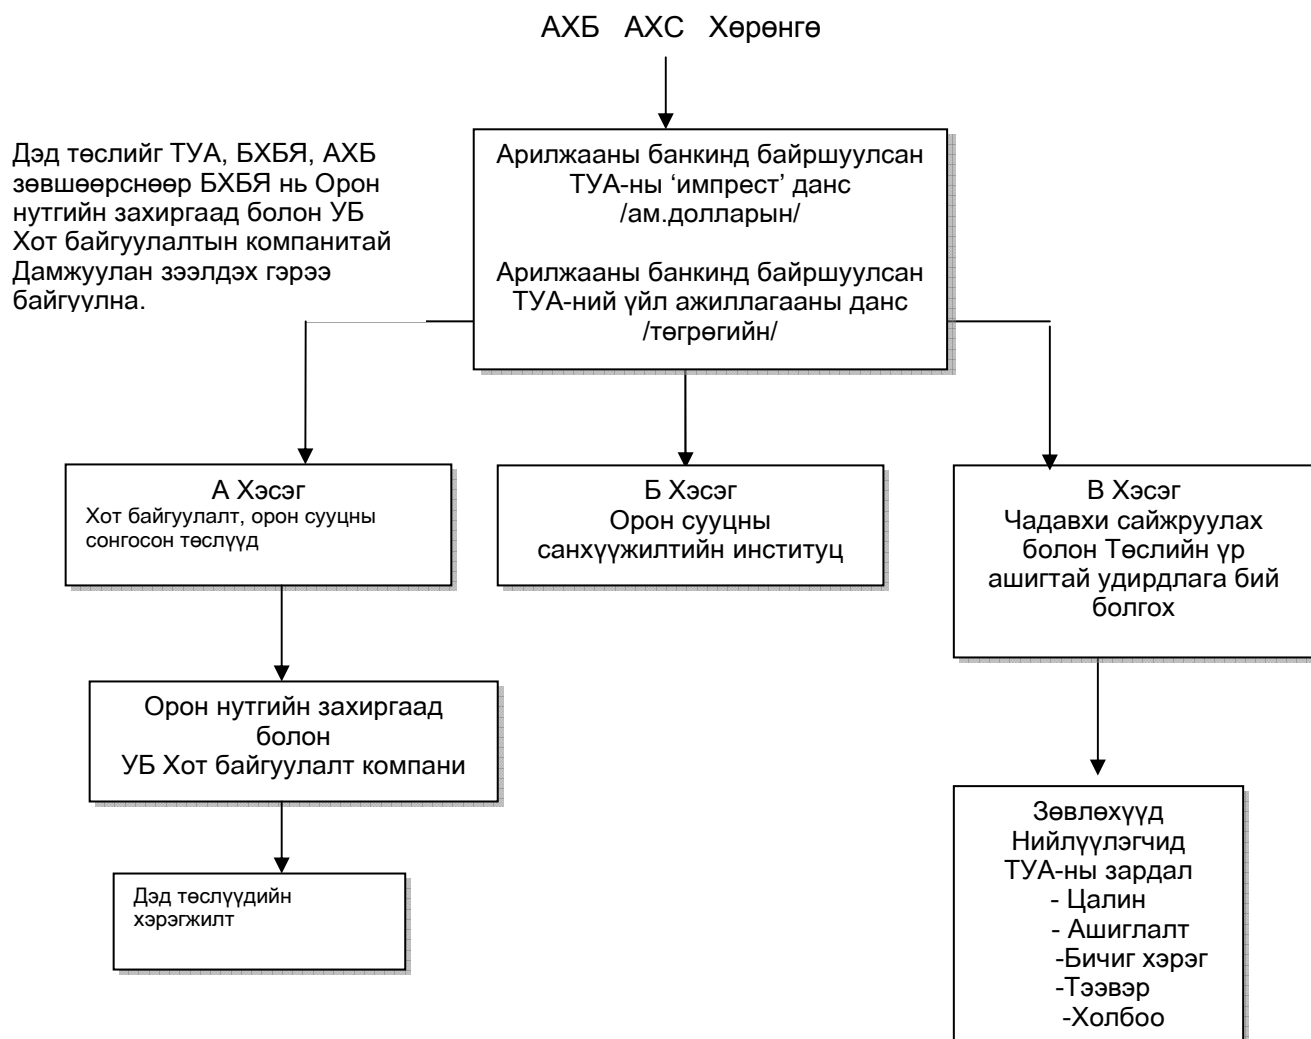 АХБ АХС Хөрөнгө
Дэд төслийг ТУА, БХБЯ, АХБ
зөвшөөрснөөр БХБЯ нь Орон
нутгийн захиргаад болон УБ
Хот байгуулалтын компанитай
Дамжуулан зээлдэх гэрээ
байгуулна.
Арилжааны банкинд байршуулсан
ТУА-ны ‘импрест’ данс
/ам.долларын/
Арилжааны банкинд байршуулсан
ТУА-ний үйл ажиллагааны данс
/төгрөгийн/
А Хэсэг
Хот байгуулалт, орон сууцны
сонгосон төслүүд
Б Хэсэг
Орон сууцны
санхүүжилтийн институц
В Хэсэг
Чадавхи сайжруулах
болон Төслийн үр
ашигтай удирдлага бий
болгох
Орон нутгийн захиргаад
болон
УБ Хот байгуулалт компани
Дэд төслүүдийн
хэрэгжилт
Зөвлөхүүд
Нийлүүлэгчид
ТУА-ны зардал
- Цалин
- Ашиглалт
-Бичиг хэрэг
-Тээвэр
-Холбоо